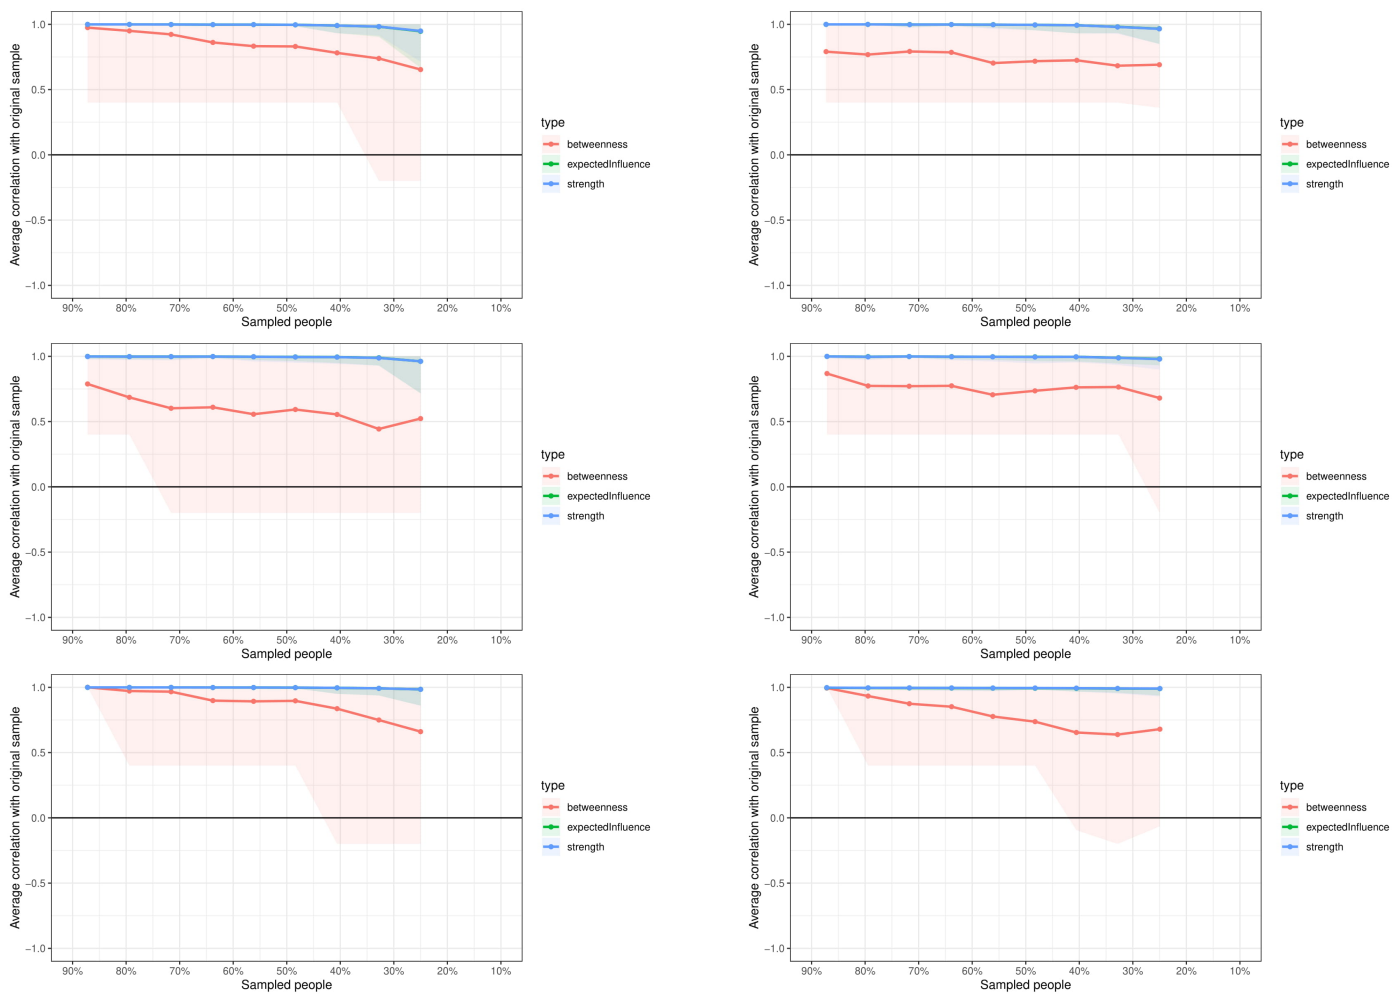 Average correlation with original sample
1.0
0.5
0.0
−0.5
−1.0
90% 80% 70% 60% 50% 40% 30% 20% 10%
Sampled people
type
betweenness
expectedInfluence
strength
Average correlation with original sample
1.0
0.5
0.0
−0.5
−1.0
90% 80% 70% 60% 50% 40% 30% 20% 10%
Sampled people
type
betweenness
expectedInfluence
strength
Average correlation with original sample
1.0
0.5
0.0
−0.5
−1.0
90% 80% 70% 60% 50% 40% 30% 20% 10%
Sampled people
type
betweenness
expectedInfluence
strength
Average correlation with original sample
1.0
0.5
0.0
−0.5
−1.0
90% 80% 70% 60% 50% 40% 30% 20% 10%
Sampled people
type
betweenness
expectedInfluence
strength
Average correlation with original sample
1.0
0.5
0.0
−0.5
−1.0
90% 80% 70% 60% 50% 40% 30% 20% 10%
Sampled people
type
betweenness
expectedInfluence
strength
Average correlation with original sample
1.0
0.5
0.0
−0.5
−1.0
90% 80% 70% 60% 50% 40% 30% 20% 10%
Sampled people
type
betweenness
expectedInfluence
strength